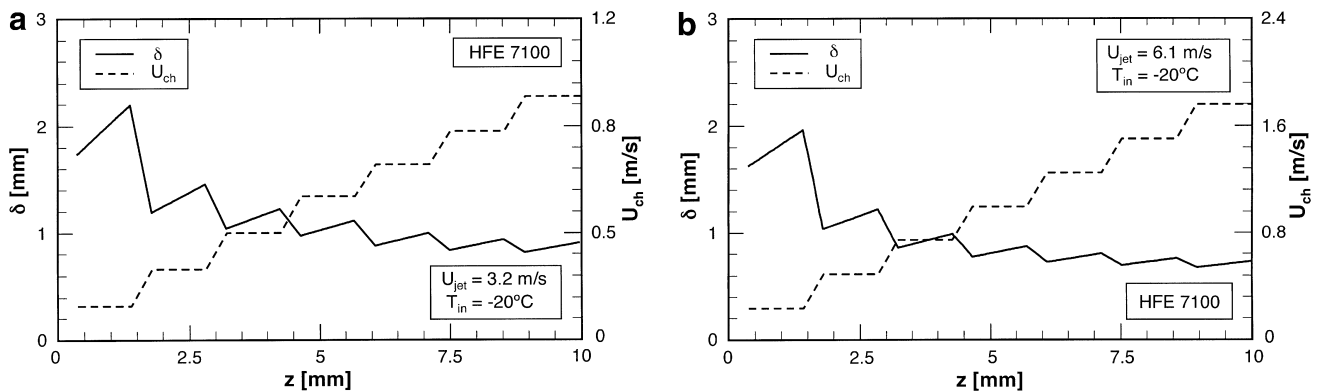 a
δ
U_ch
HFE 7100
3
2
1
0
δ [mm]
1.2
0.8
0.5
0
U_ch [m/s]
U_jet = 3.2 m/s
T_in = -20°C
0
2.5
5
7.5
10
z [mm]
b
δ
U_ch
U_jet = 6.1 m/s
T_in = -20°C
3
2
1
0
δ [mm]
2.4
1.6
0.8
0
U_ch [m/s]
HFE 7100
0
2.5
5
7.5
10
z [mm]